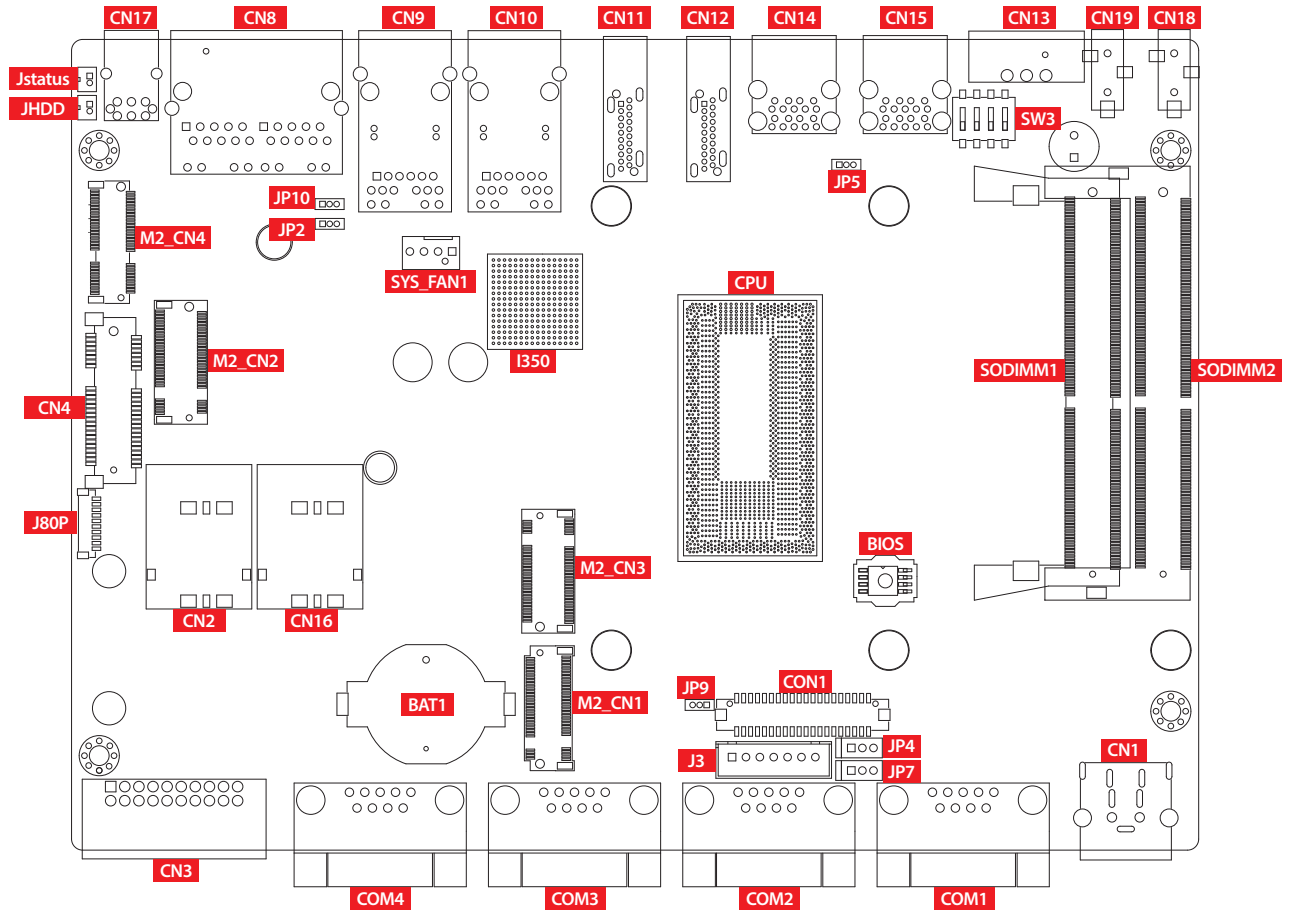 CN17 CN8 CN9 CN10 CN11 CN12 CN14 CN15 CN13 CN19 CN18
Jstatus
JHDD
SW3
JP5
JP10
JP2
M2_CN4
SYS_FAN1
CPU
M2_CN2
I350
SODIMM1 SODIMM2
CN4
J80P
BIOS
M2_CN3
CN2 CN16
CON1
JP9
BAT1
M2_CN1
JP4
CN1
J3
JP7
CN3
COM4 COM3 COM2 COM1